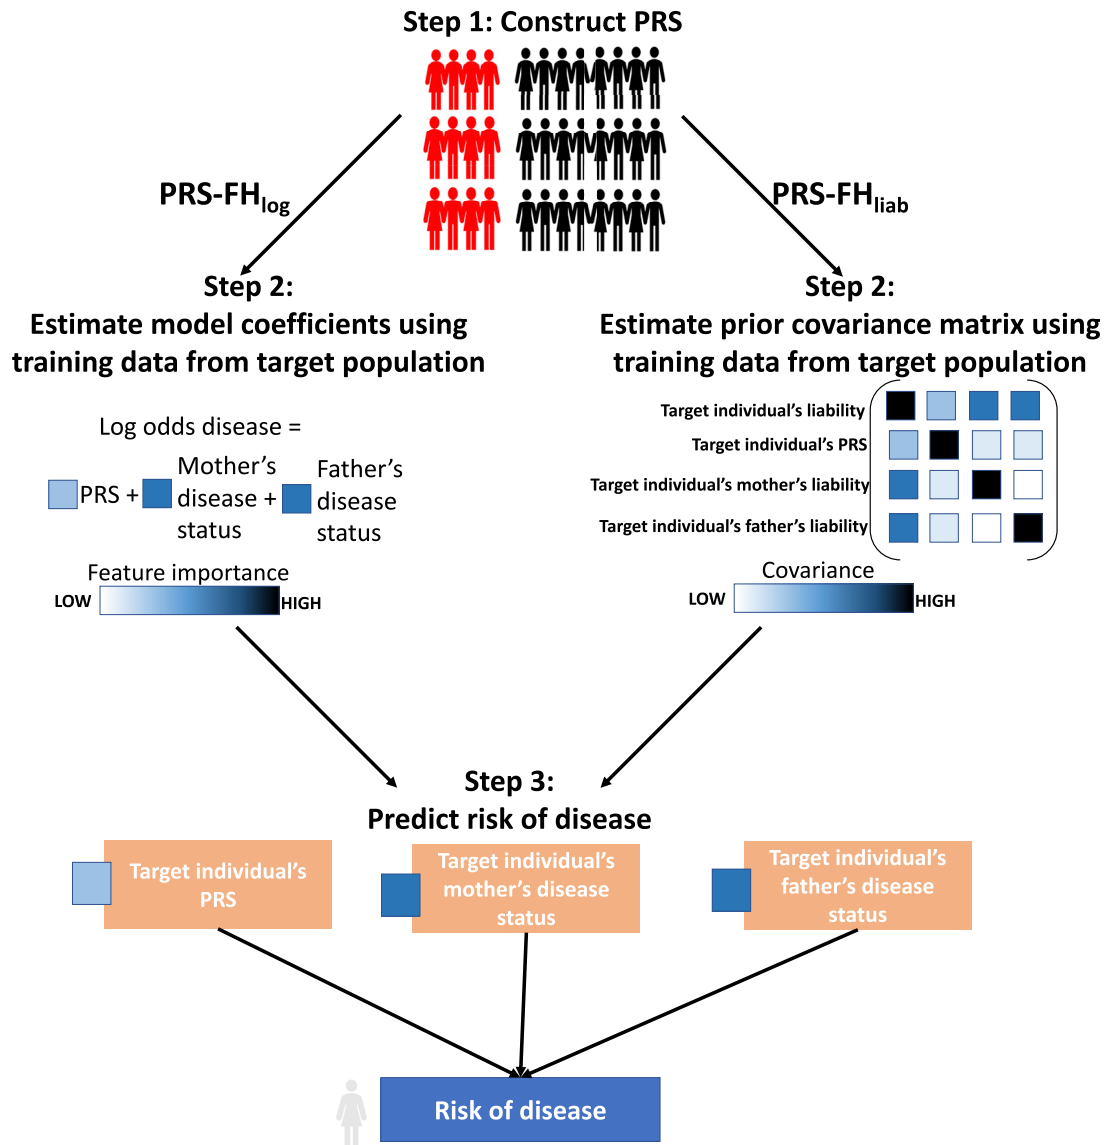 Step 1: Construct PRS
PRS-FHlog
PRS-FHliab
Step 2:
Estimate model coefficients using
training data from target population
Log odds disease =
PRS + Mother's disease + status Father's disease status
Feature importance
LOW
HIGH
Step 2:
Estimate prior covariance matrix using
training data from target population
Target individual's liability
Target individual's PRS
Target individual's mother's liability
Target individual's father's liability
Covariance
LOW
HIGH
Step 3:
Predict risk of disease
Target individual's
PRS
Target individual's
mother's disease
status
Target individual's
father's disease
status
Risk of disease